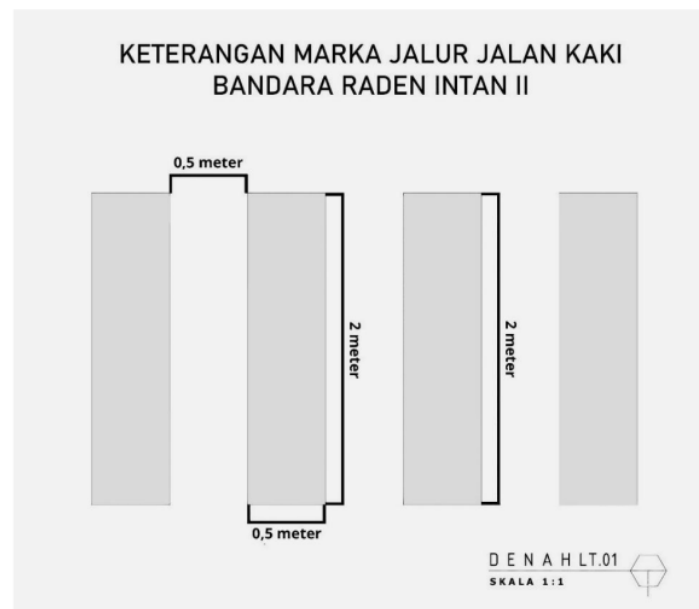 KETERANGAN MARKA JALUR JALAN KAKI
BANDARA RADEN INTAN II
0,5 meter
2 meter
2 meter
0,5 meter
DENAH LT.01
SKALA 1:1